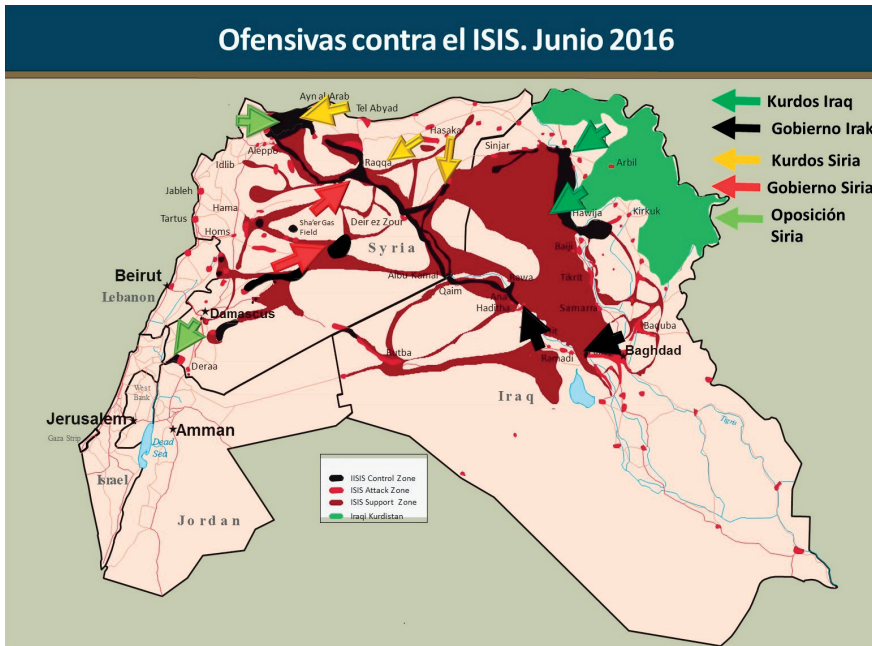 Ofensivas contra el ISIS. Junio 2016
Kurdos Iraq
Gobierno Irak
Kurdos Siria
Gobierno Siria
Oposición
Siria
Ayn al Arab
Tel Abyad
Hasaka
Sinjar
Aleppo
Idlib
Raqqa
Arbil
Jableh
Hama
Tartus
Sha'er Gas
Field
Deir ez Zour
Homs
Hawija
Kirkuk
Syria
Baiji
Beirut
Albu Kamal
Rawa
Tikrit
Lebanon
Qaim
Ana
Haditha
Samarra
Damascus
Baquba
Baghdad
Deraa
Rutba
Ramadi
West
Bank
Iraq
Jerusalem
Amman
Gaza Strip
Dead
Sea
Tigris
Israel
Jordan
IISIS Control Zone
ISIS Attack Zone
ISIS Support Zone
Iraqi Kurdistan